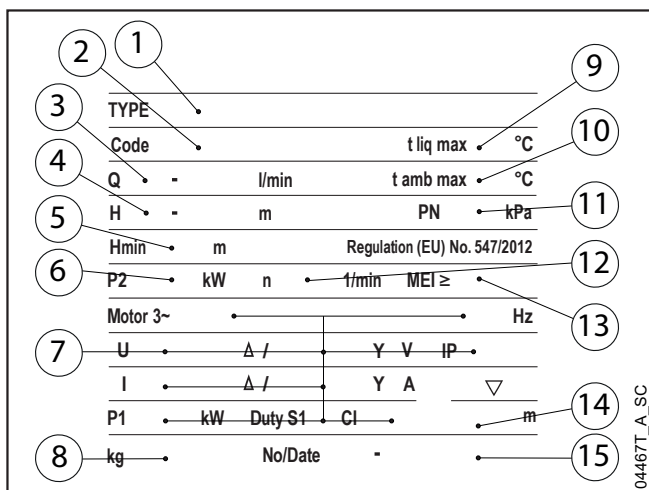 1
2
9
TYPE
3
Code t liq max °C
10
Q - l/min t amb max °C
4
H - m PN kPa
11
5
Hmin m Regulation (EU) No. 547/2012
6
P2 kW n 1/min MEI ≥
12
13
Motor 3~ Hz
7
U Δ / Y V IP
I Δ / Y A
P1 kW Duty S1 Cl m
14
8
kg No/Date -
15
04467T_A_SC